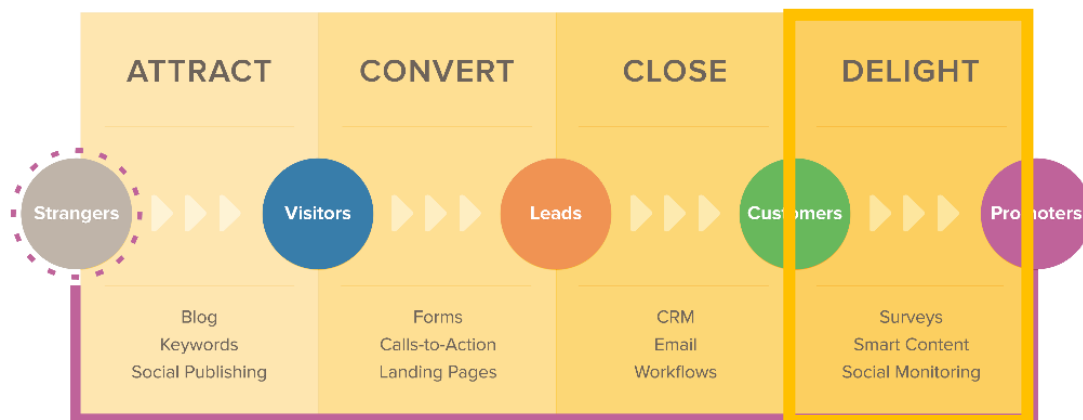 ATTRACT
CONVERT
CLOSE
DELIGHT
Strangers
Visitors
Leads
Customers
Promoters
Blog
Keywords
Social Publishing
Forms
Calls-to-Action
Landing Pages
CRM
Email
Workflows
Surveys
Smart Content
Social Monitoring